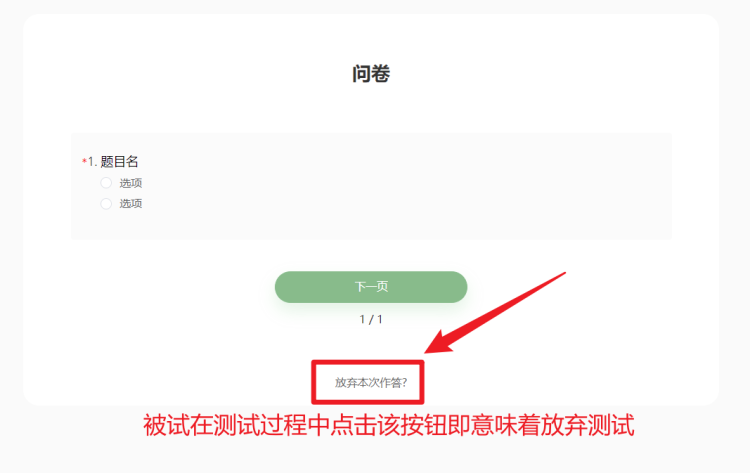 问卷
*1. 题目名
选项
选项
下一页
1 / 1
放弃本次作答?
被试在测试过程中点击该按钮即意味着放弃测试